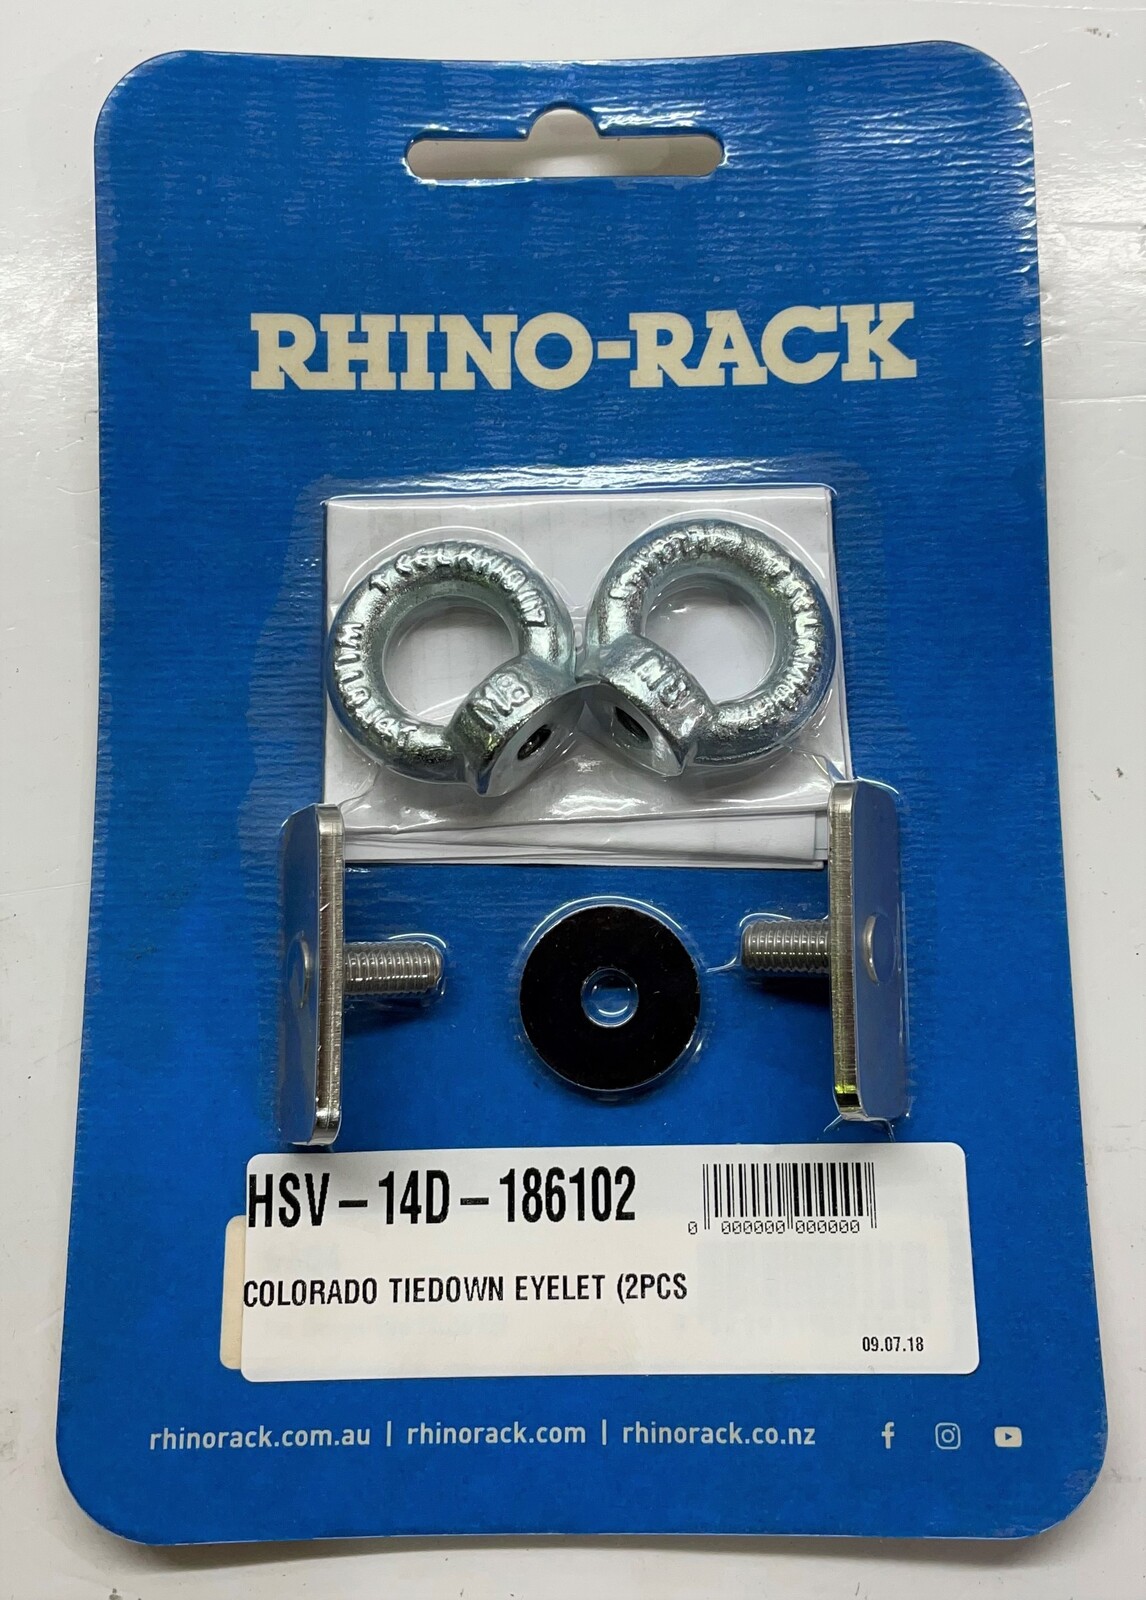 RHINO-RACK
M8
HSV-14D-186102
0 000000 000000
COLORADO TIEDOWN EYELET (2PCS
09.07.18
rhinorack.com.au | rhinorack.com | rhinorack.co.nz